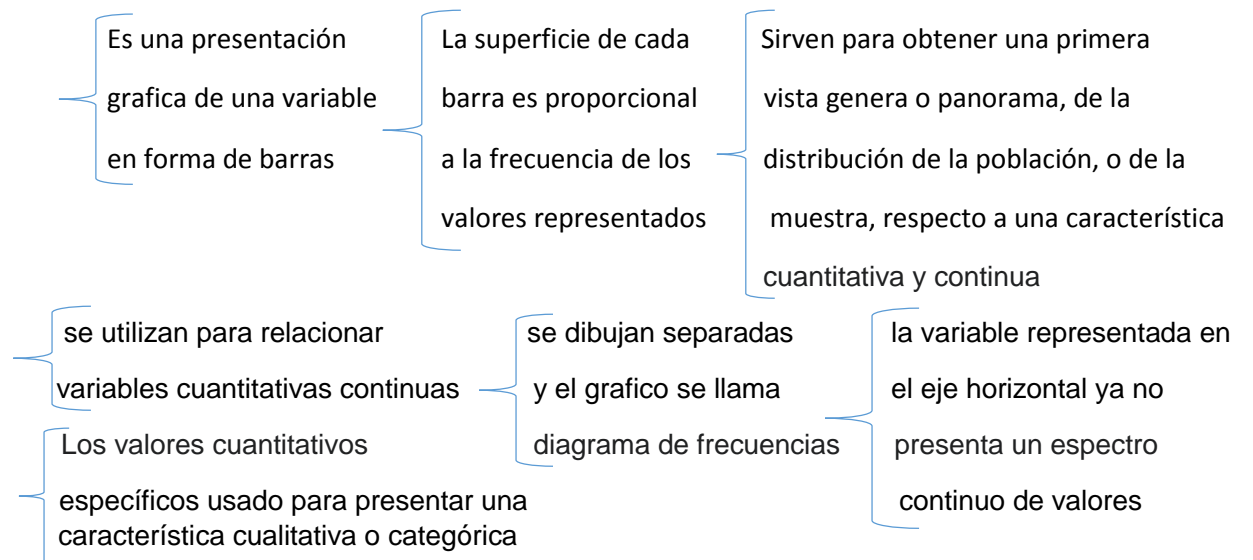 Es una presentación
grafica de una variable
en forma de barras
La superficie de cada
barra es proporcional
a la frecuencia de los
valores representados
Sirven para obtener una primera
vista genera o panorama, de la
distribución de la población, o de la
muestra, respecto a una característica
cuantitativa y continua
se utilizan para relacionar
variables cuantitativas continuas
se dibujan separadas
y el grafico se llama
diagrama de frecuencias
la variable representada en
el eje horizontal ya no
presenta un espectro
continuo de valores
Los valores cuantitativos
específicos usado para presentar una
característica cualitativa o categórica